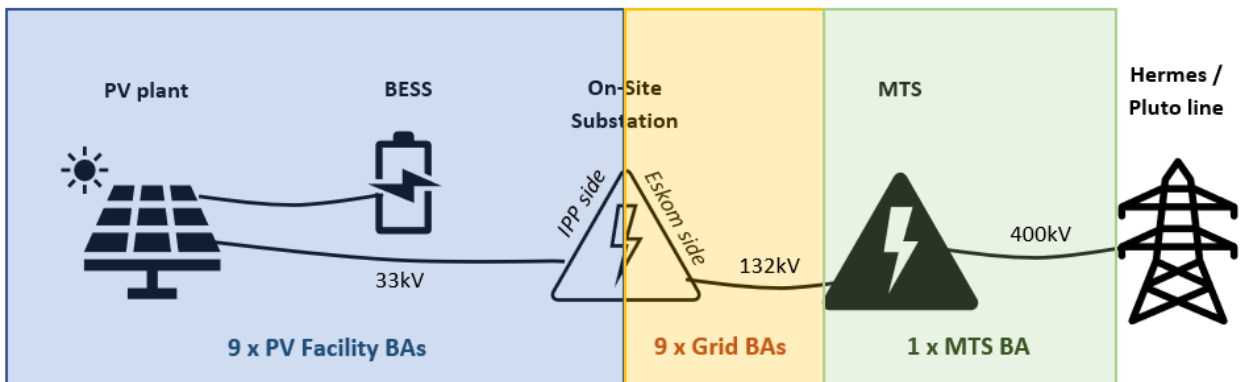 PV plant
BESS
On-Site
Substation
MTS
Hermes /
Pluto line
IPP side
Eskom side
33kV
132kV
400kV
9 x PV Facility BAs
9 x Grid BAs
1 x MTS BA